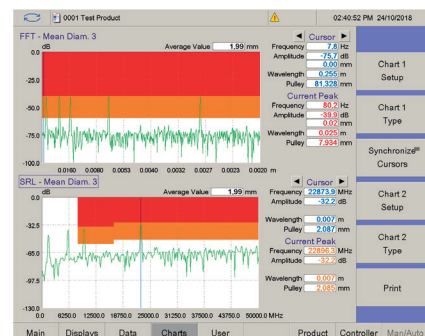 0001 Test Product
02:40:52 PM 24/10/2018
FFT - Mean Diam. 3
Cursor
dB
Average Value 1,99 mm
Frequency 7,8 Hz
Amplitude -75,7 dB
0,00 mm
Wavelength 0,255 m
Pulley 81,328 mm
Current Peak
Frequency 80,2 Hz
Amplitude -39,9 dB
0,02 mm
Wavelength 0,025 m
Pulley 7,934 mm
0.0
-25.0
-50.0
-75.0
-100.0
0.0160 0.0080 0.0053 0.0040 0.0032 0.0027 0.0023 0.0020 m
SRL - Mean Diam. 3
Cursor
dB
Average Value 1,99 mm
Frequency 22873,9 MHz
Amplitude -32,2 dB
Wavelength 0,007 m
Pulley 2,087 mm
Current Peak
Frequency 22896,3 MHz
Amplitude -32,2 dB
Wavelength 0,007 m
Pulley 2,085 mm
0.0
-32.5
-65.0
-97.5
-130.0
0.0 6250.0 12500.0 18750.0 25000.0 31250.0 37500.0 43750.0 50000.0 MHz
Chart 1
Setup
Chart 1
Type
Synchronize
Cursors
Chart 2
Setup
Chart 2
Type
Print
Main Displays Data Charts User Product Controller Man/Auto